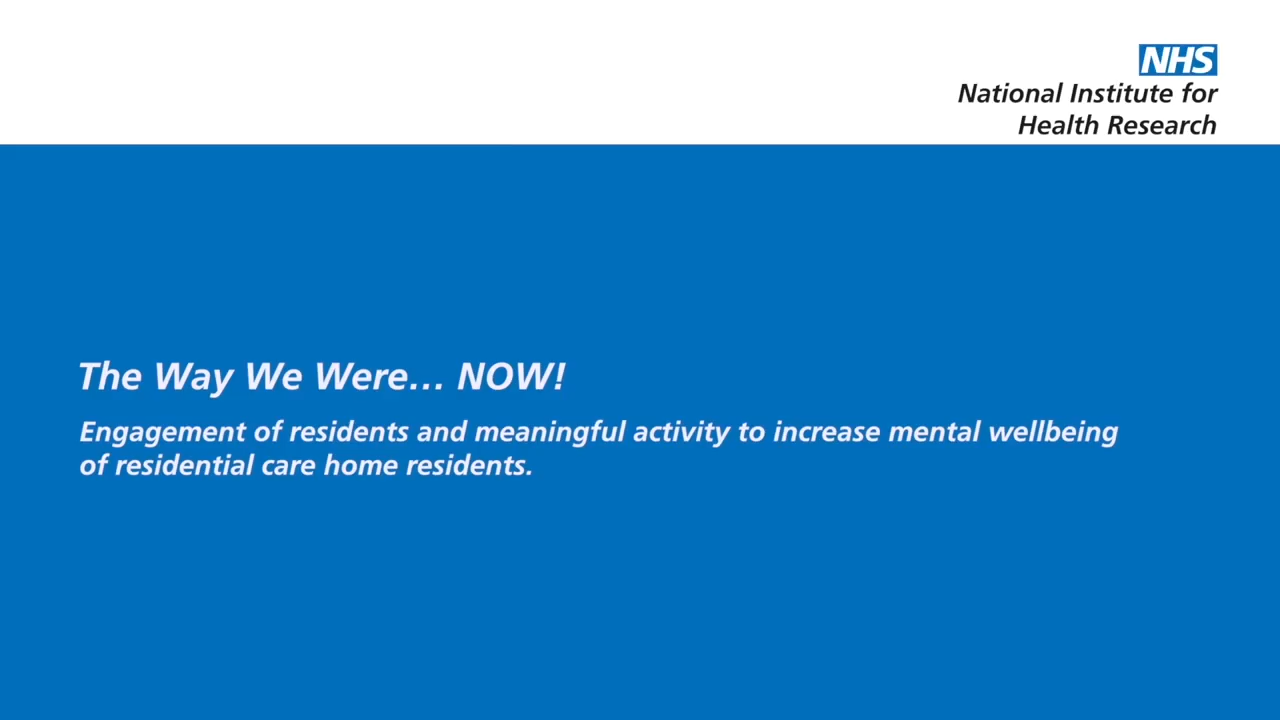 NHS
National Institute for
Health Research
The Way We Were... NOW!
Engagement of residents and meaningful activity to increase mental wellbeing
of residential care home residents.